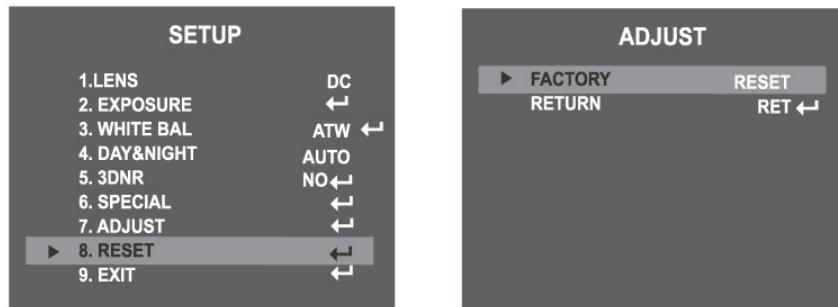 SETUP
1.LENS DC
2. EXPOSURE ↵
3. WHITE BAL ATW ↵
4. DAY&NIGHT AUTO
5. 3DNR NO↵
6. SPECIAL ↵
7. ADJUST ↵
8. RESET ↵
9. EXIT ↵
ADJUST
FACTORY RESET
RETURN RET ↵